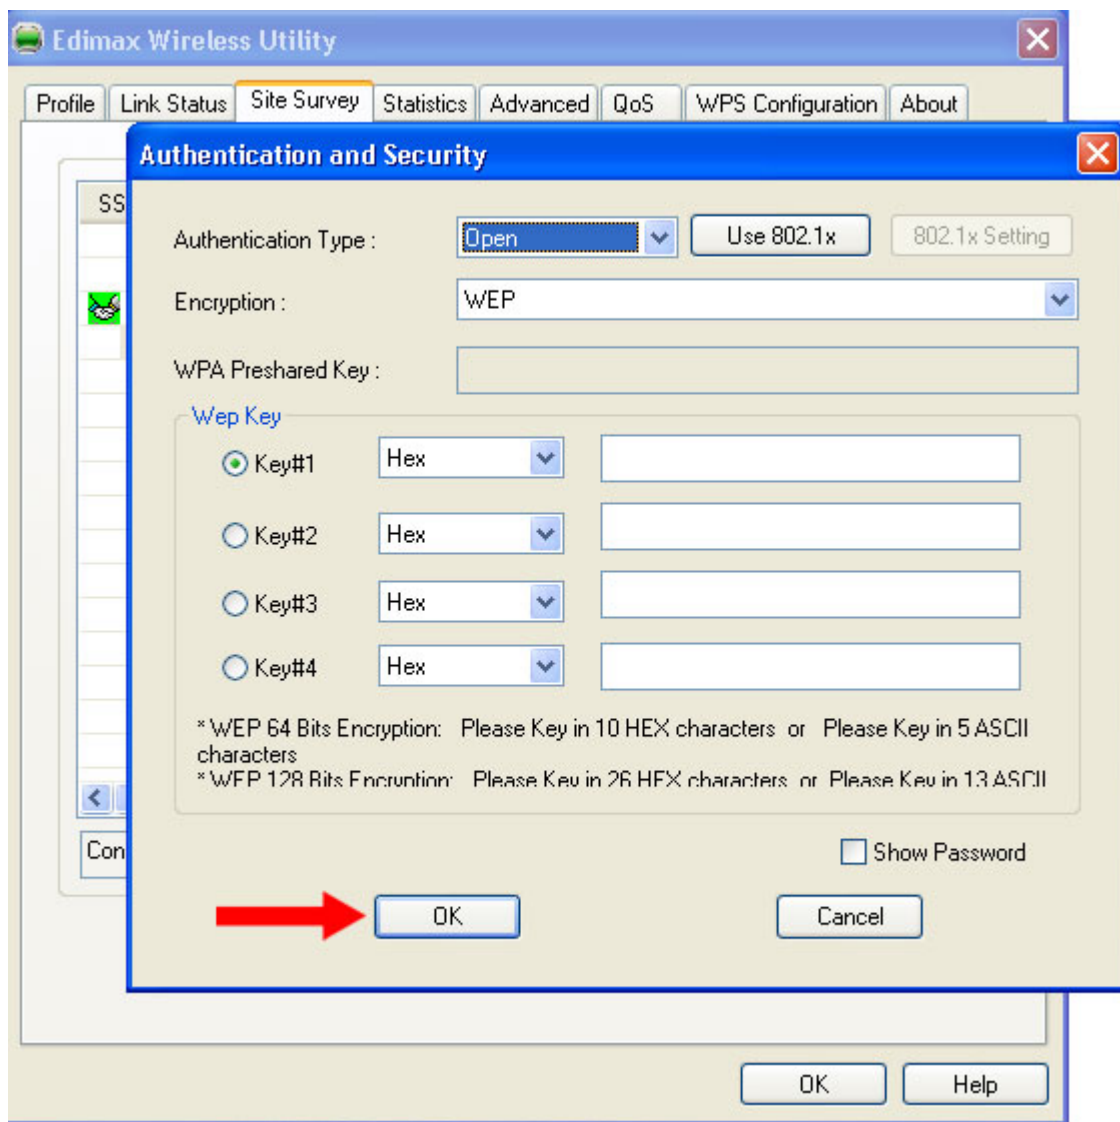 Edimax Wireless Utility
Profile Link Status Site Survey Statistics Advanced QoS WPS Configuration About
Authentication and Security
SS
Authentication Type : Open Use 802.1x 802.1x Setting
Encryption : WEP
WPA Preshared Key :
Wep Key
Key#1 Hex
Key#2 Hex
Key#3 Hex
Key#4 Hex
* WEP 64 Bits Encryption: Please Key in 10 HEX characters or Please Key in 5 ASCII
characters
* WEP 128 Bits Encryption: Please Key in 26 HEX characters or Please Key in 13 ASCII
Con
Show Password
OK Cancel
OK Help